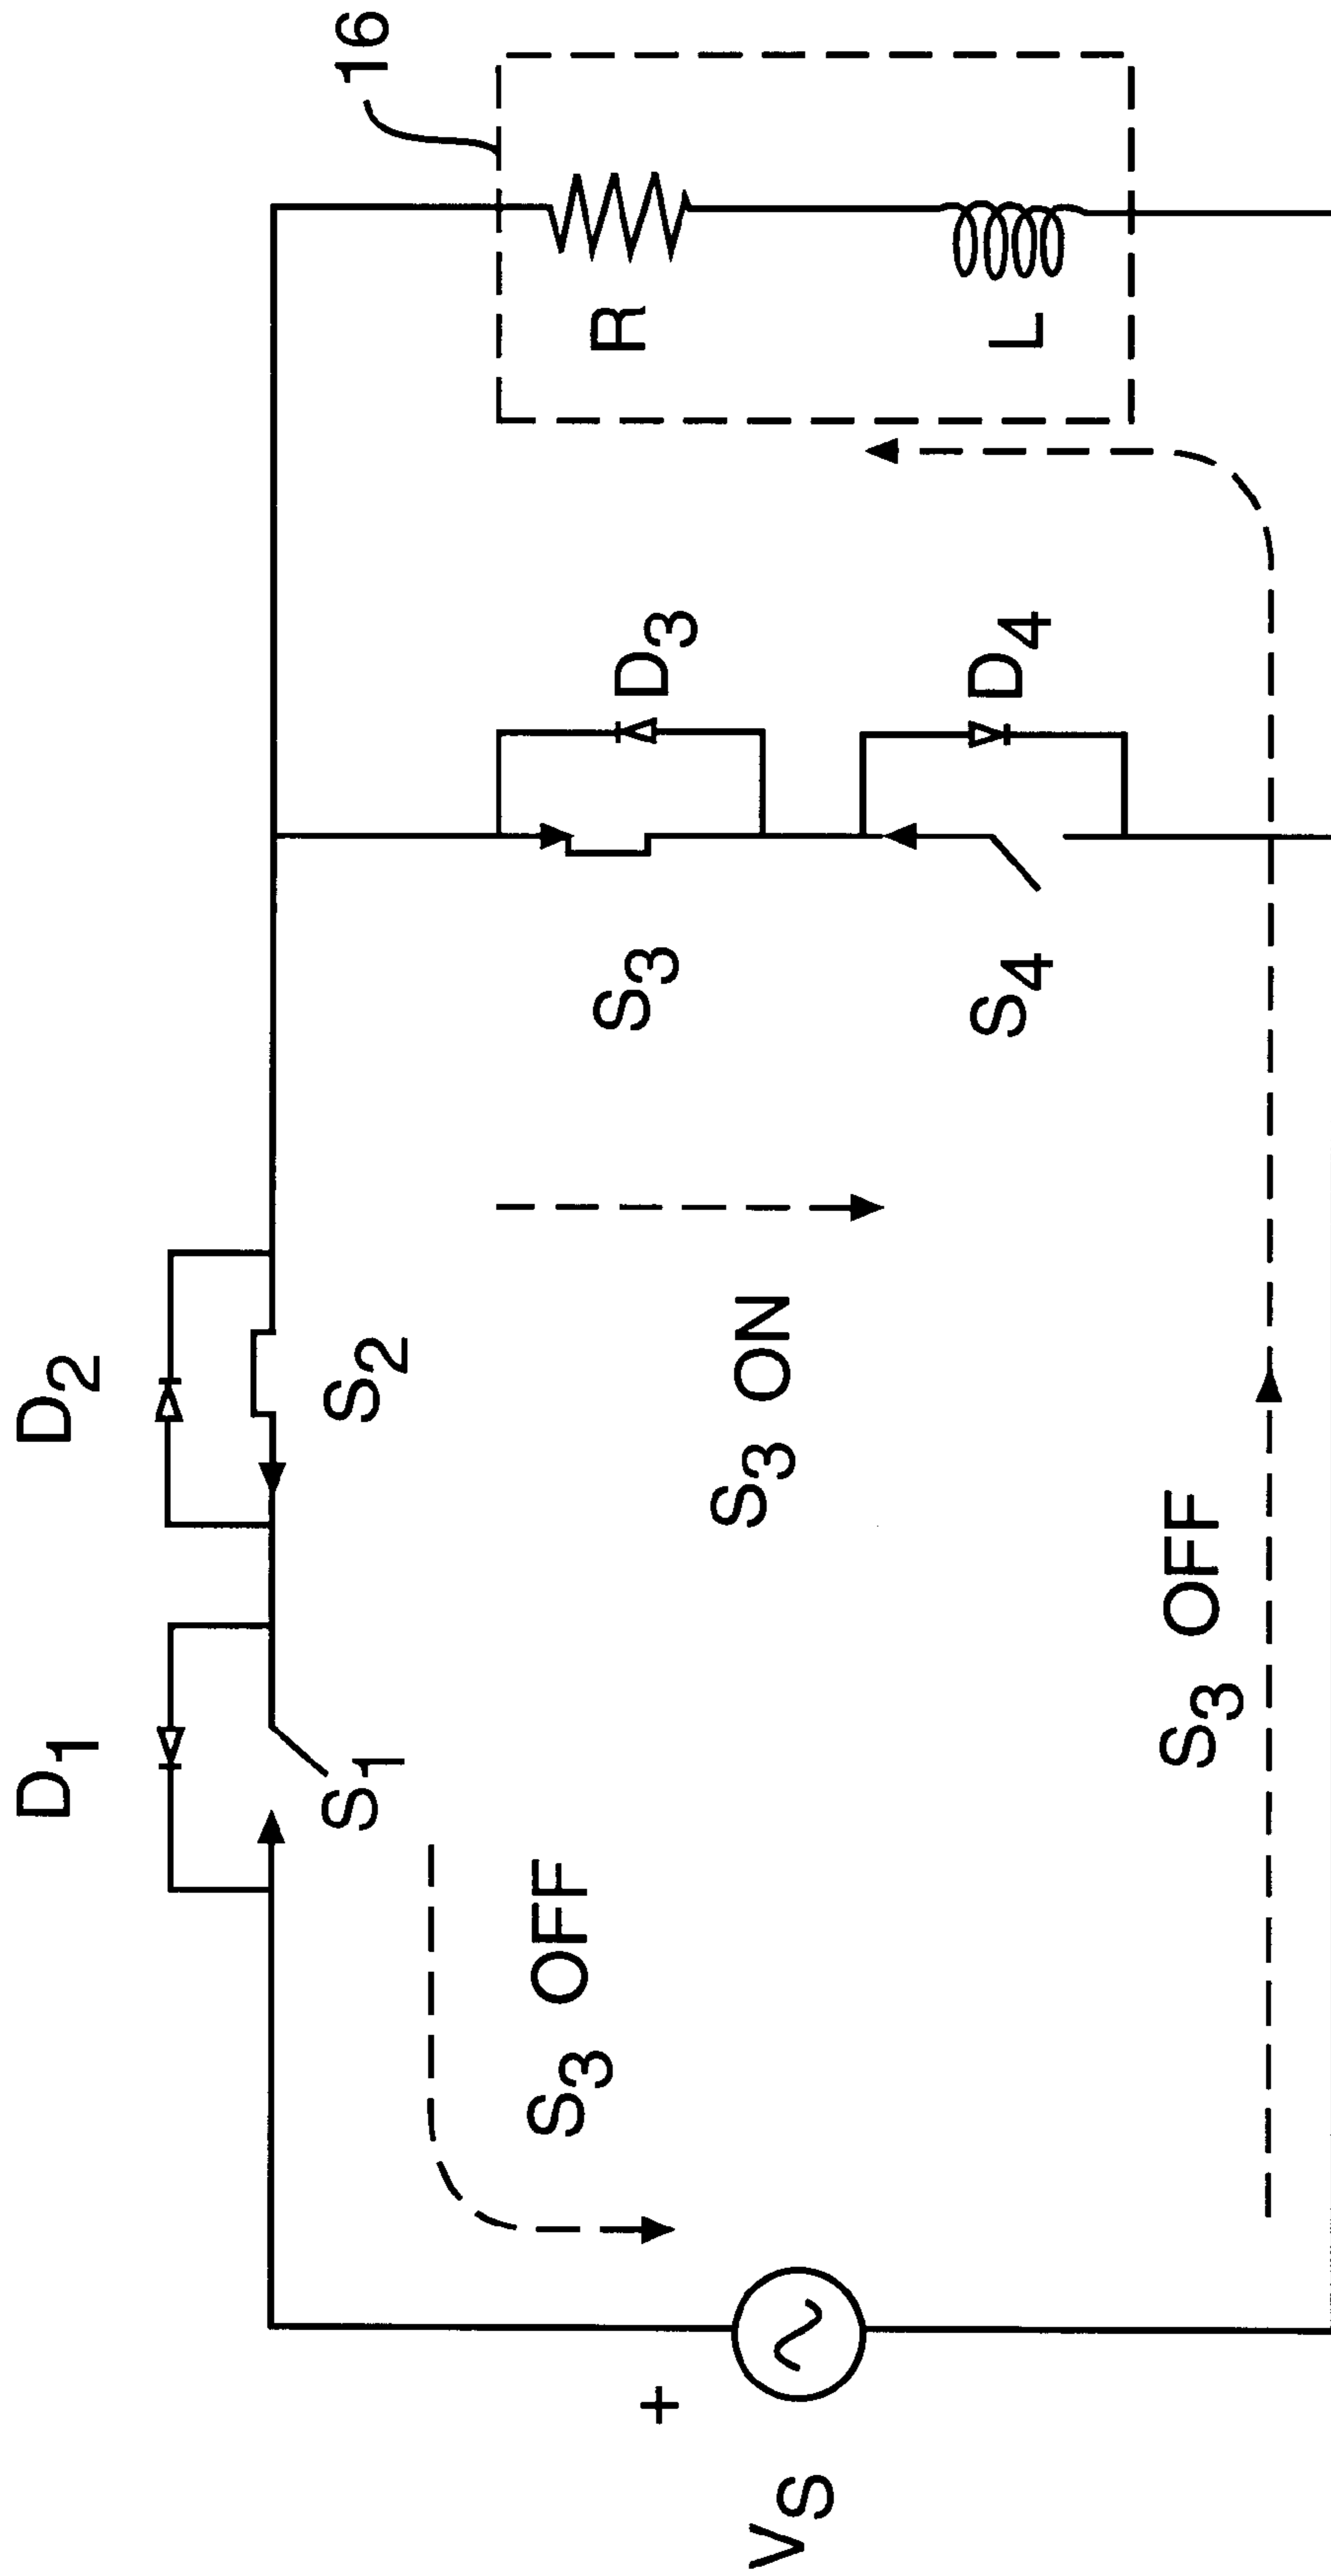 D1
D2
16
S1
S2
S3 OFF
S3 ON
S3
D3
R
+
VS
S4
D4
L
S3 OFF